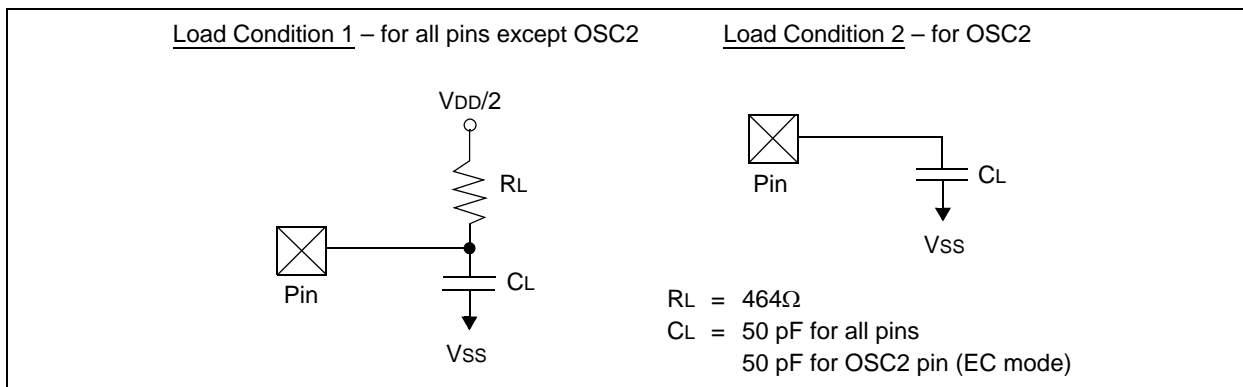 Load Condition 1 – for all pins except OSC2
Load Condition 2 – for OSC2
VDD/2
RL
Pin
CL
VSS
Pin
CL
VSS
RL = 464Ω
CL = 50 pF for all pins
50 pF for OSC2 pin (EC mode)